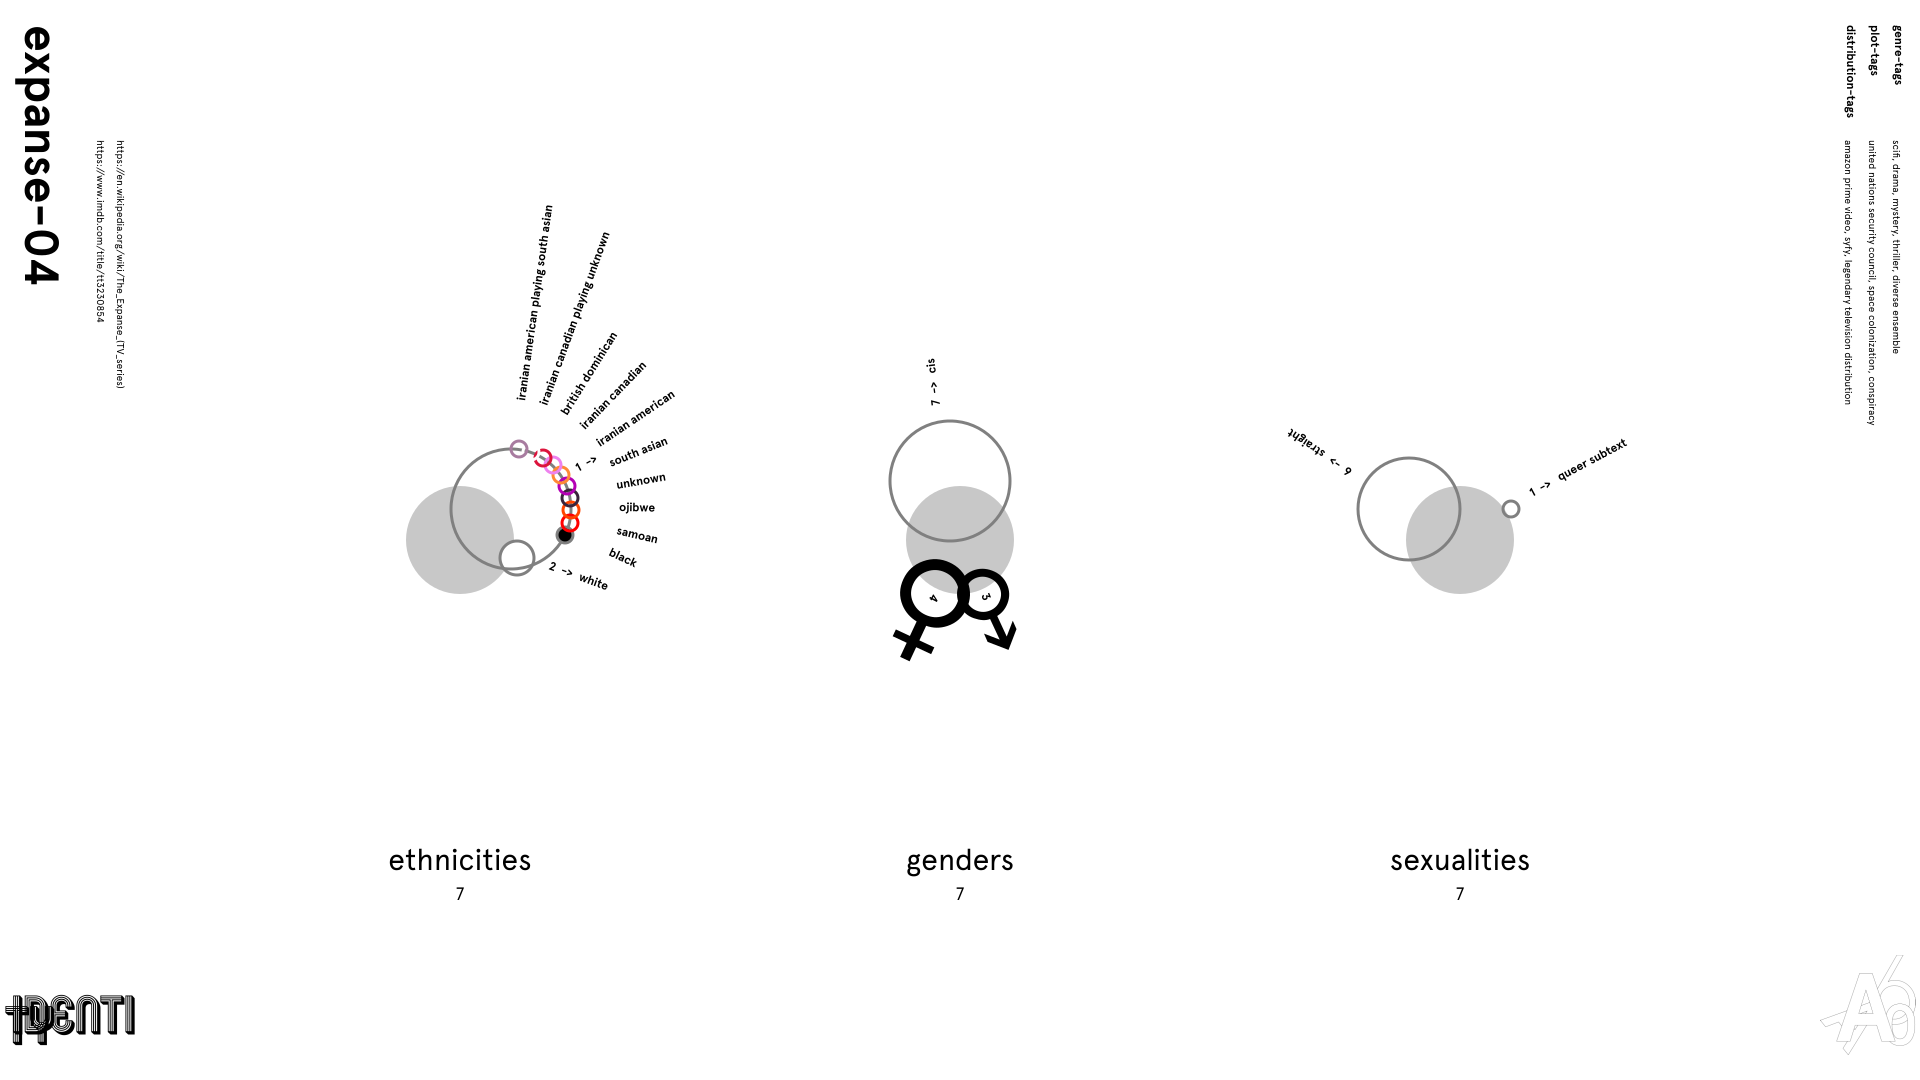 expanse-04
https://en.wikipedia.org/wiki/The_Expanse_(TV_series)
https://www.imdb.com/title/tt3230854
genre-tags
scifi, drama, mystery, thriller, diverse ensemble
plot-tags
united nations security council, space colonization, conspiracy
distribution-tags
amazon prime video, syfy, legendary television distribution
iranian american playing south asian
iranian canadian playing unknown
british dominican
iranian canadian
iranian american
1 -> south asian
unknown
ojibwe
samoan
black
2 -> white
7 -> cis
4
3
6 -> straight
1 -> queer subtext
ethnicities
7
genders
7
sexualities
7
IDENTI